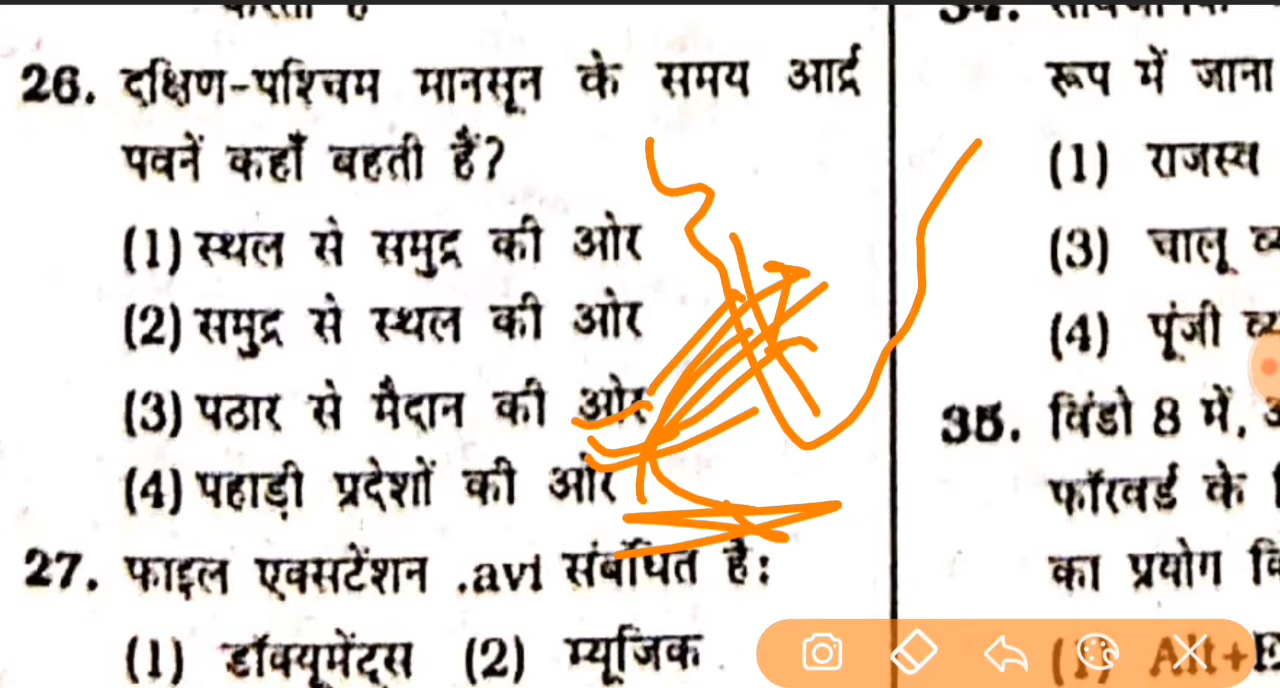 26. दक्षिण-पश्चिम मानसून के समय आर्द्र
पवनें कहाँ बहती हैं?
(1) स्थल से समुद्र की ओर
(2) समुद्र से स्थल की ओर
(3) पठार से मैदान की ओर
(4) पहाड़ी प्रदेशों की ओर
27. फाइल एक्सटेंशन .avi संबंधित है:
(1) डॉक्यूमेंट्स (2) म्यूजिक
34.
रूप में जाना
(1) राजस्व
(3) चालू
(4) पूंजी
35. विंडो 8 में,
फॉरवर्ड के
का प्रयोग
(1) Alt+E